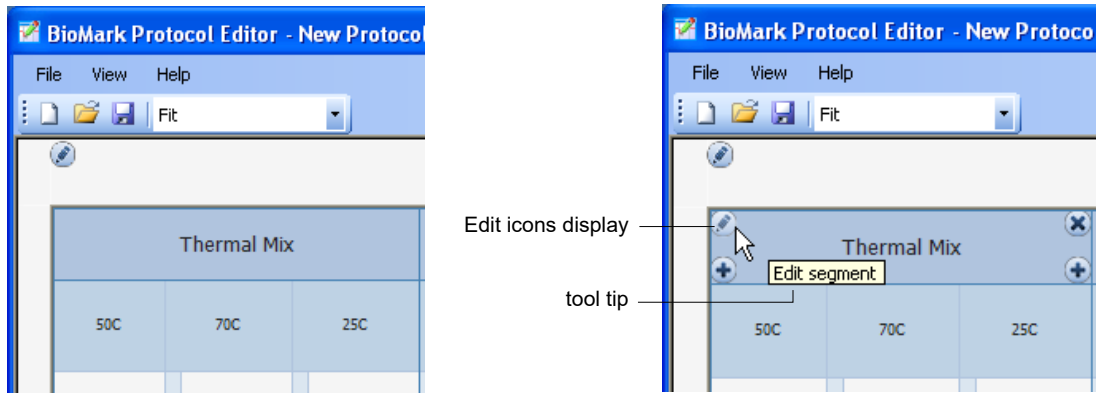 BioMark Protocol Editor - New Protocol
File View Help
Fit
Thermal Mix
50C 70C 25C
Edit icons display
tool tip
BioMark Protocol Editor - New Protoco
File View Help
Fit
Thermal Mix
Edit segment
50C 70C 25C